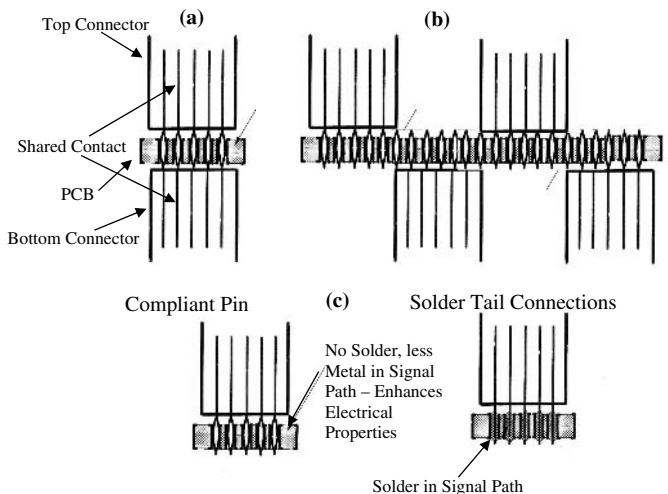 (a)
(b)
Top Connector
Shared Contact
PCB
Bottom Connector
Compliant Pin
(c)
Solder Tail Connections
No Solder, less
Metal in Signal
Path – Enhances
Electrical
Properties
Solder in Signal Path